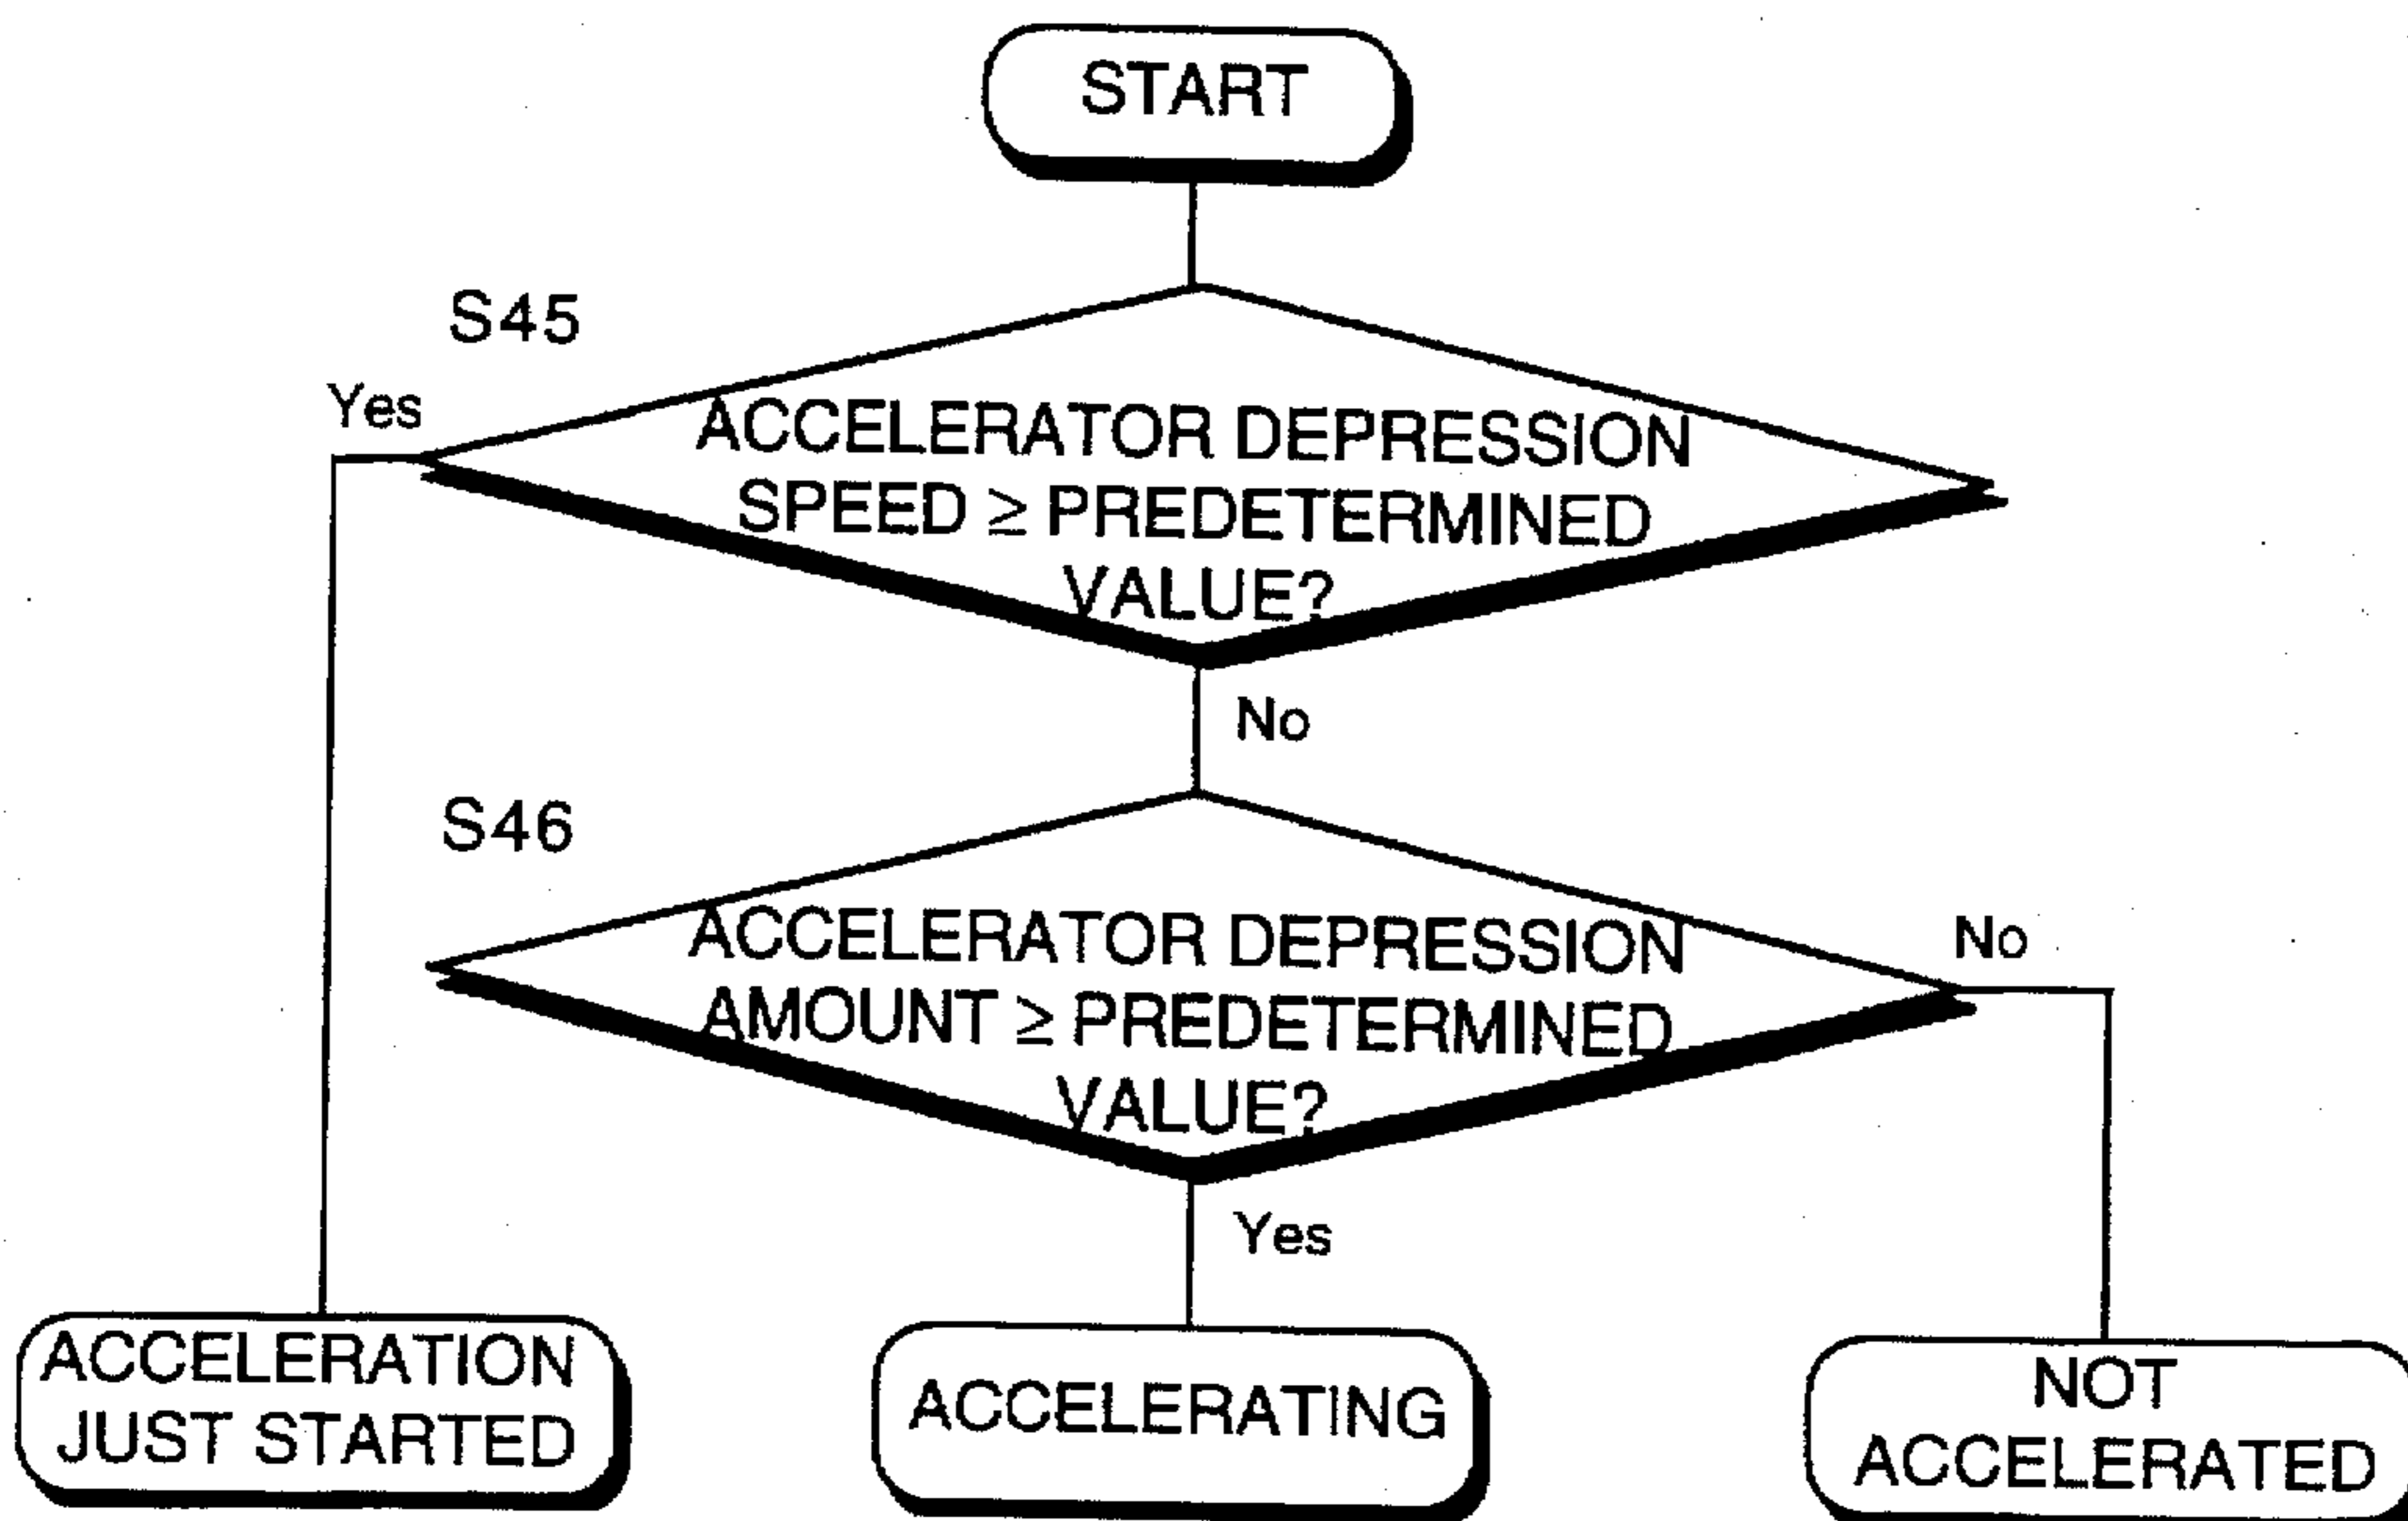 START
S45
Yes
ACCELERATOR DEPRESSION
SPEED ≥ PREDETERMINED
VALUE?
No
S46
ACCELERATOR DEPRESSION
AMOUNT ≥ PREDETERMINED
VALUE?
No
Yes
ACCELERATION
JUST STARTED
ACCELERATING
NOT
ACCELERATED